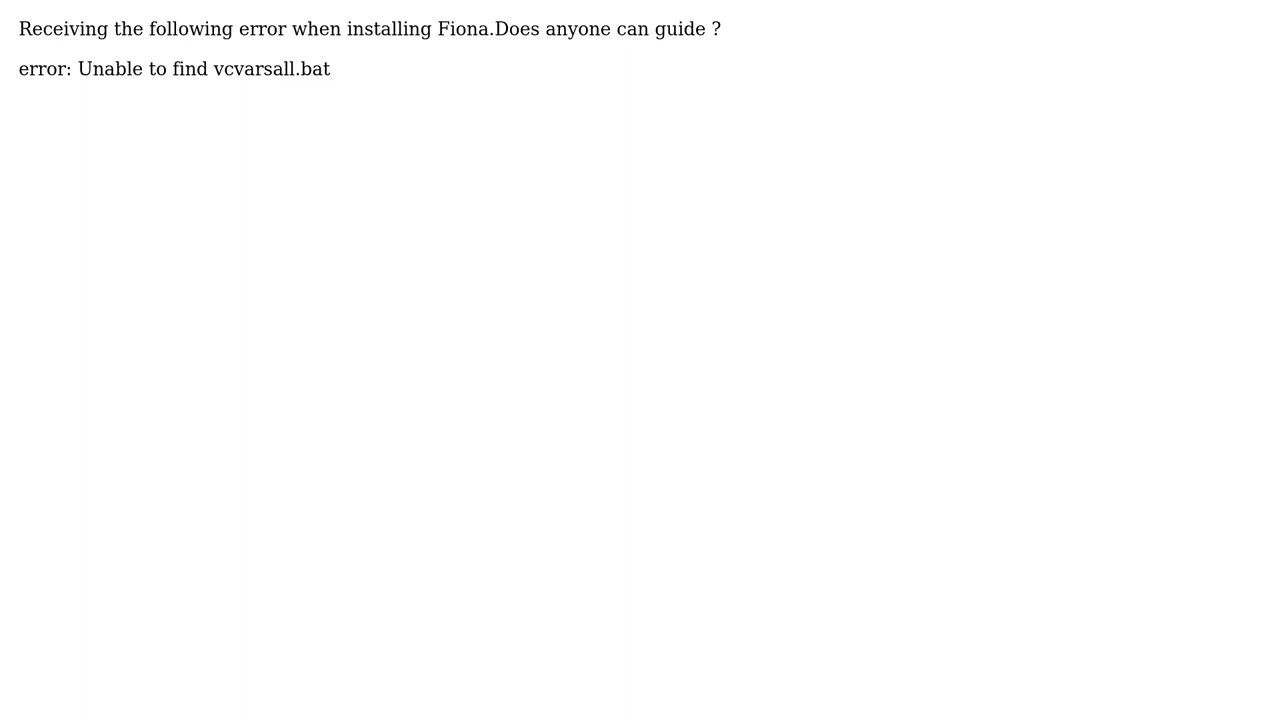 Receiving the following error when installing Fiona.Does anyone can guide ?
error: Unable to find vcvarsall.bat